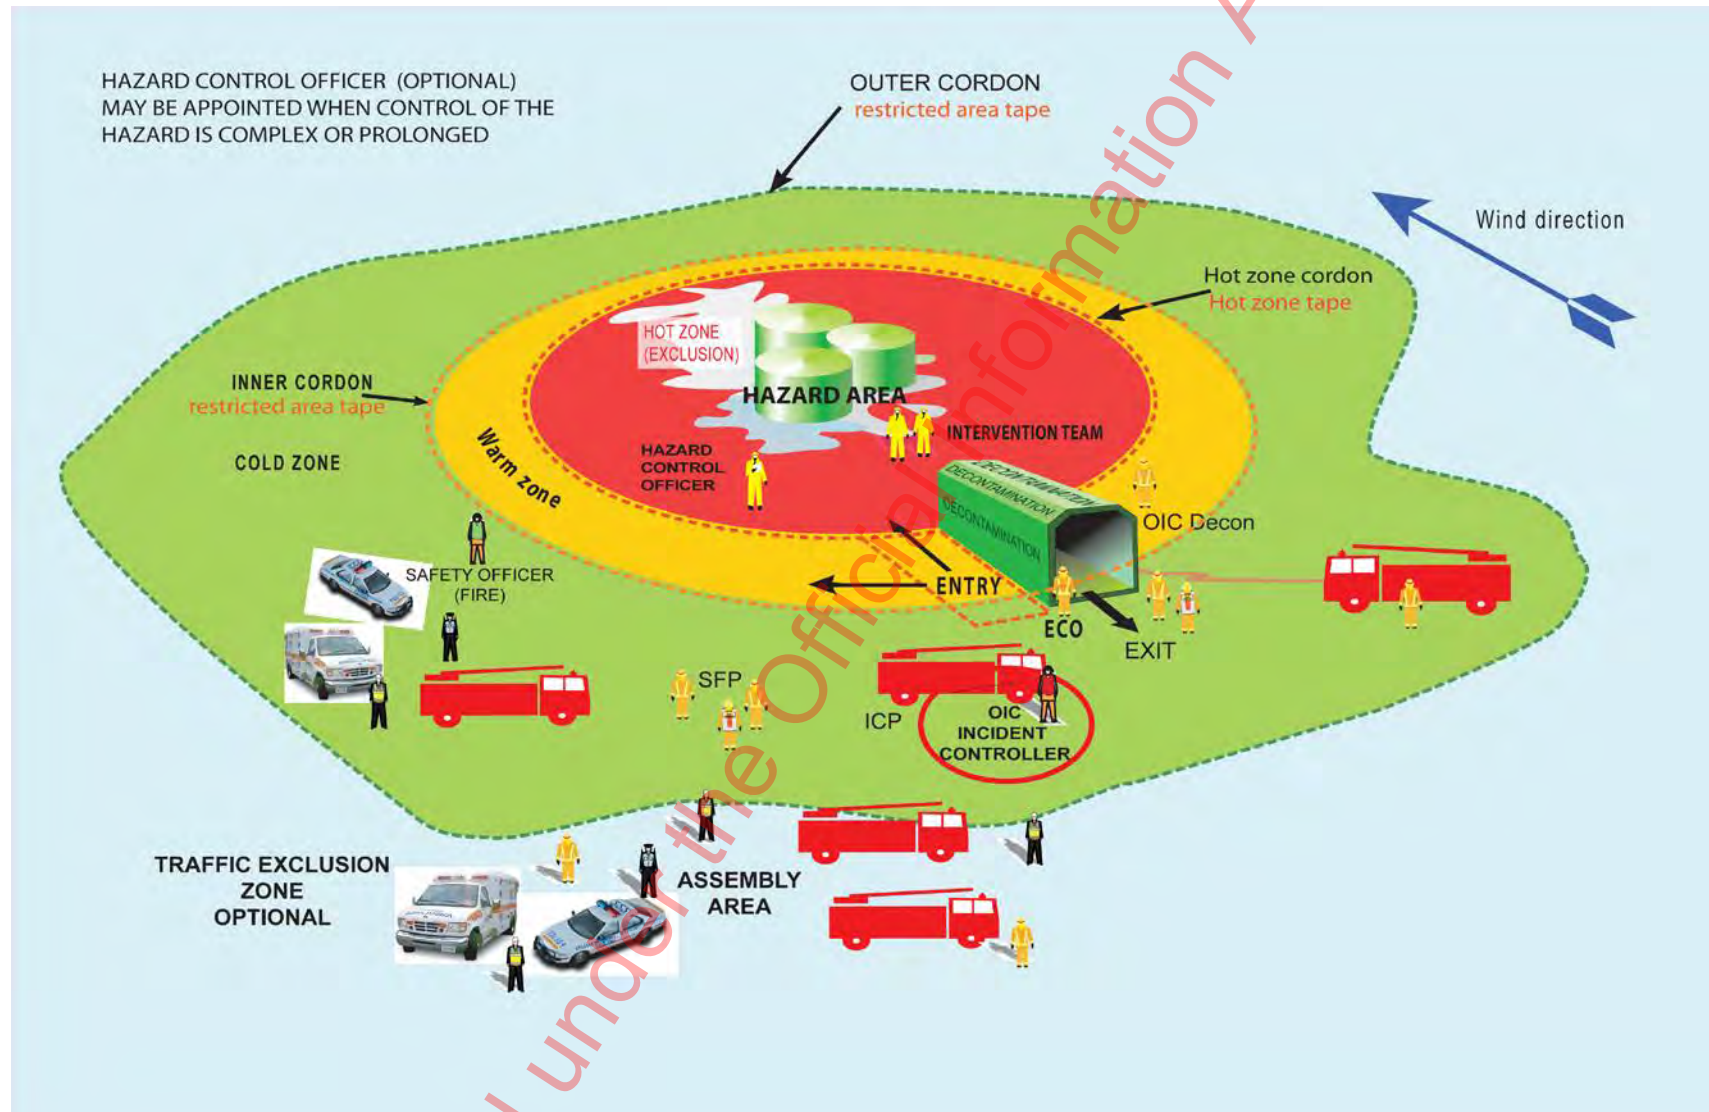 HAZARD CONTROL OFFICER (OPTIONAL)
MAY BE APPOINTED WHEN CONTROL OF THE
HAZARD IS COMPLEX OR PROLONGED
OUTER CORDON
restricted area tape
Wind direction
Hot zone cordon
Hot zone tape
HOT ZONE
(EXCLUSION)
HAZARD AREA
INNER CORDON
restricted area tape
COLD ZONE
Warm zone
HAZARD
CONTROL
OFFICER
INTERVENTION TEAM
DECONTAMINATION
DECONTAMINATION
DECONTAMINATION
OIC Decon
SAFETY OFFICER
(FIRE)
ENTRY
ECO
EXIT
SFP
ICP
OIC
INCIDENT
CONTROLLER
TRAFFIC EXCLUSION
ZONE
OPTIONAL
ASSEMBLY
AREA
under the Official Information A